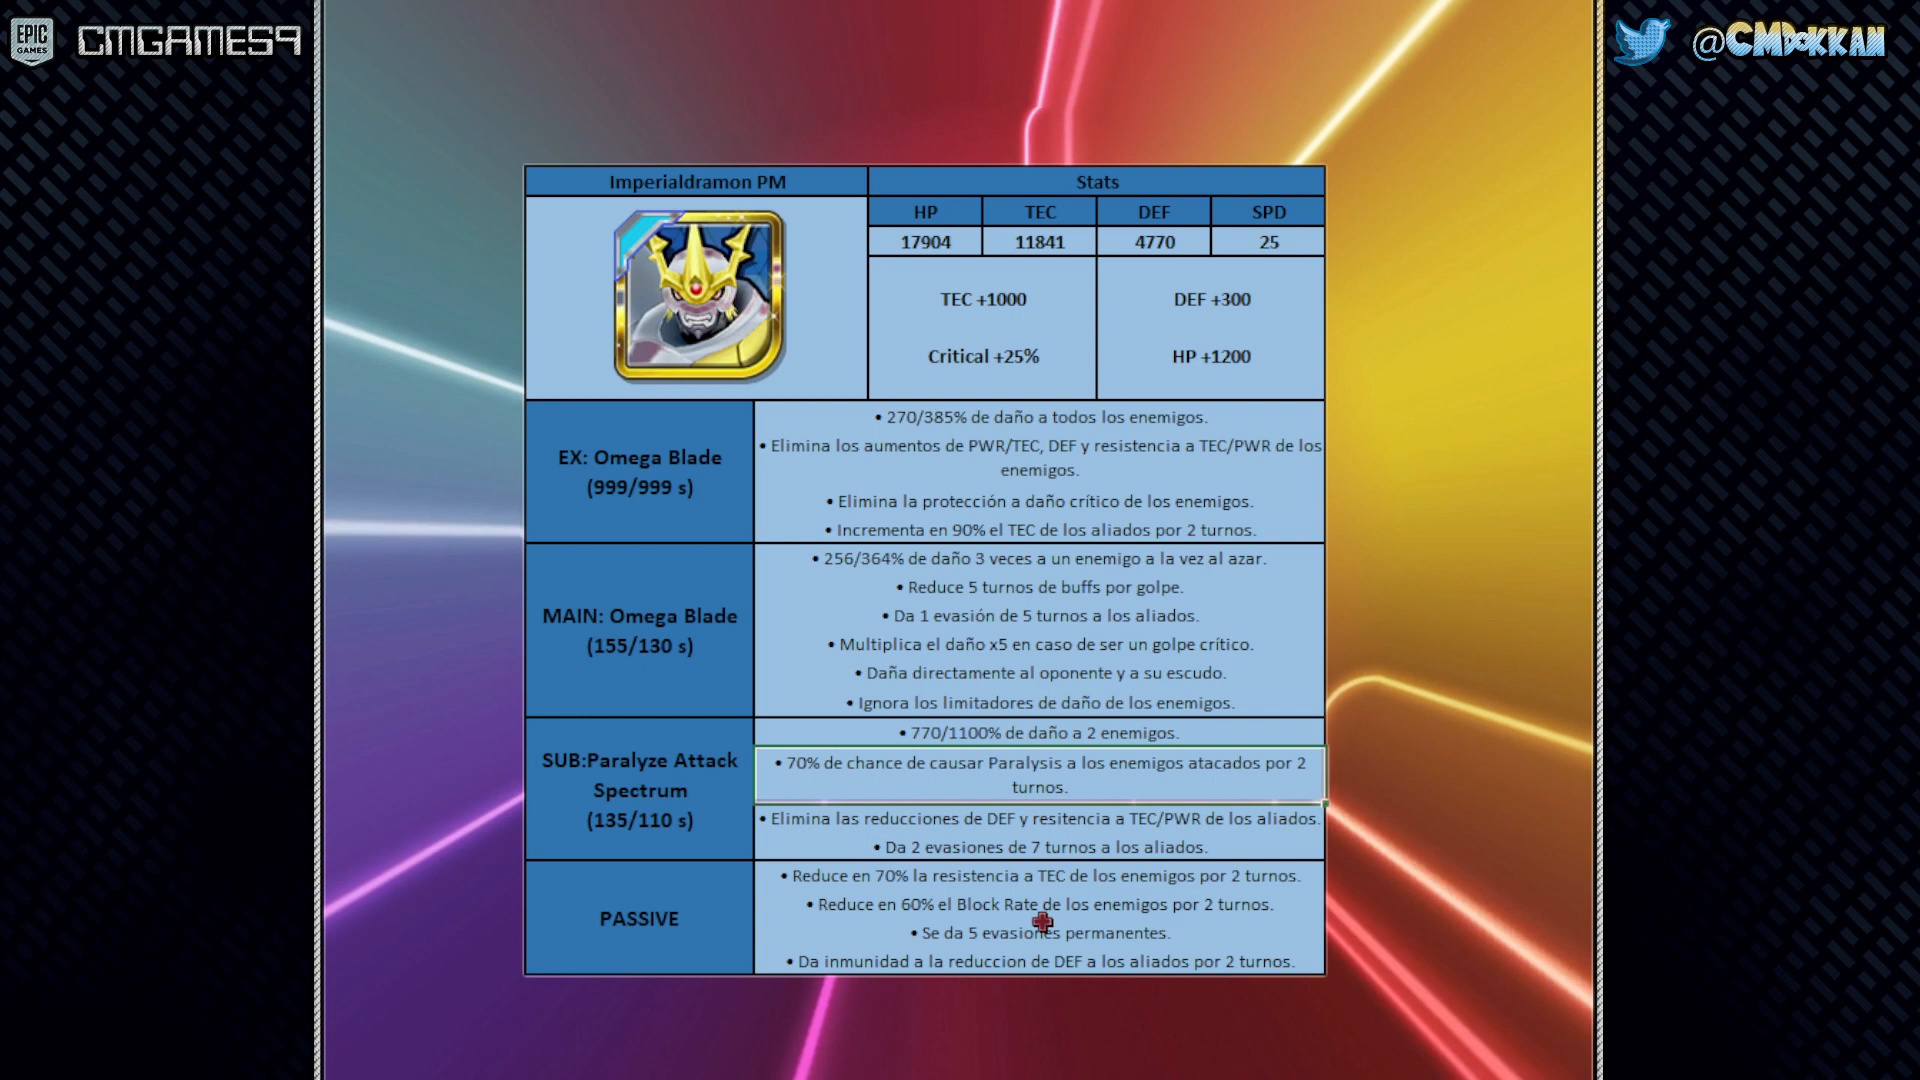 EPIC
GAMES
CMGAMES9
@CMDOKKAN
Imperialdramon PM
Stats
HP
TEC
DEF
SPD
17904
11841
4770
25
TEC +1000
DEF +300
Critical +25%
HP +1200
EX: Omega Blade
(999/999 s)
• 270/385% de daño a todos los enemigos.
• Elimina los aumentos de PWR/TEC, DEF y resistencia a TEC/PWR de los
enemigos.
• Elimina la protección a daño crítico de los enemigos.
• Incrementa en 90% el TEC de los aliados por 2 turnos.
MAIN: Omega Blade
(155/130 s)
• 256/364% de daño 3 veces a un enemigo a la vez al azar.
• Reduce 5 turnos de buffs por golpe.
• Da 1 evasión de 5 turnos a los aliados.
• Multiplica el daño x5 en caso de ser un golpe crítico.
• Daña directamente al oponente y a su escudo.
• Ignora los limitadores de daño de los enemigos.
SUB:Paralyze Attack
Spectrum
(135/110 s)
• 770/1100% de daño a 2 enemigos.
• 70% de chance de causar Paralysis a los enemigos atacados por 2
turnos.
• Elimina las reducciones de DEF y resitencia a TEC/PWR de los aliados.
• Da 2 evasiones de 7 turnos a los aliados.
PASSIVE
• Reduce en 70% la resistencia a TEC de los enemigos por 2 turnos.
• Reduce en 60% el Block Rate de los enemigos por 2 turnos.
• Se da 5 evasiones permanentes.
• Da inmunidad a la reduccion de DEF a los aliados por 2 turnos.